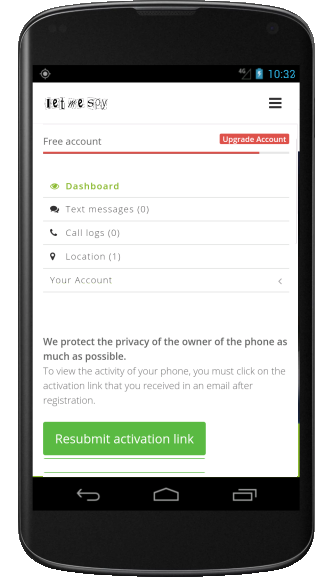 4G 10:32
let me spy
Free account
Upgrade Account
Dashboard
Text messages (0)
Call logs (0)
Location (1)
Your Account
We protect the privacy of the owner of the phone as
much as possible.
To view the activity of your phone, you must click on the
activation link that you received in an email after
registration.
Resubmit activation link